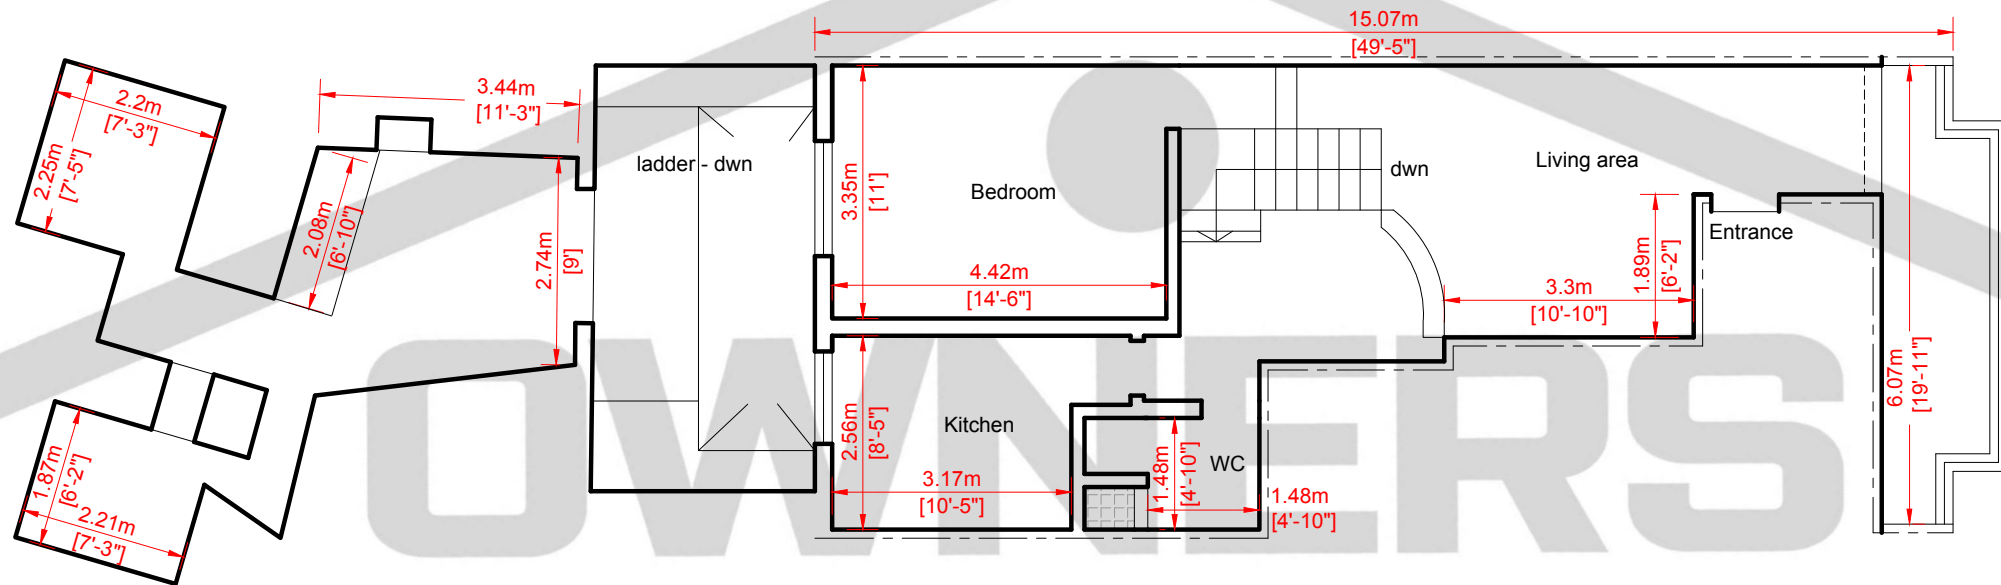 15.07m
[49'-5"]
2.2m
[7'-3"]
2.25m
[7'-5"]
3.44m
[11'-3"]
2.08m
[6'-10"]
2.74m
[9']
ladder - dwn
3.35m
[11']
Bedroom
4.42m
[14'-6"]
dwn
Living area
Entrance
1.89m
[6'-2"]
3.3m
[10'-10"]
6.07m
[19'-11"]
Kitchen
2.56m
[8'-5"]
3.17m
[10'-5"]
WC
1.48m
[4'-10"]
1.48m
[4'-10"]
1.87m
[6'-2"]
2.21m
[7'-3"]
OWNERS